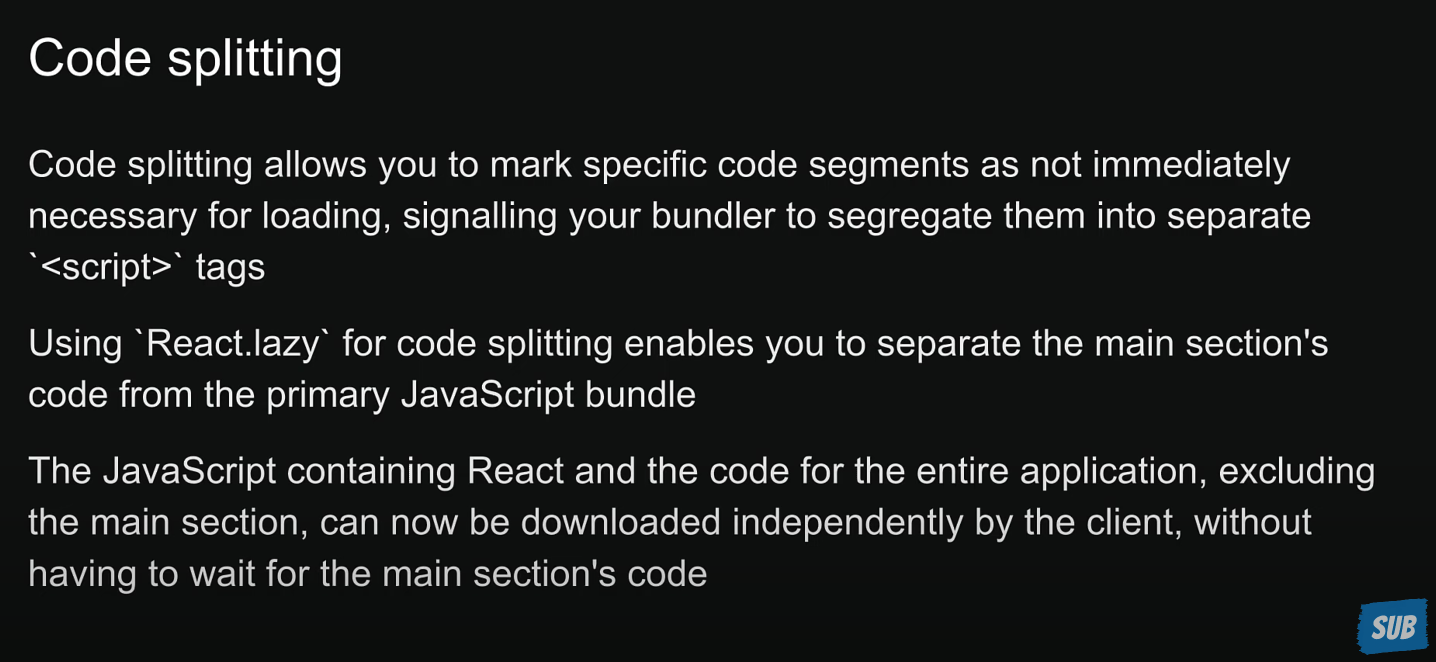 Code splitting
Code splitting allows you to mark specific code segments as not immediately
necessary for loading, signalling your bundler to segregate them into separate
`<script>` tags
Using `React.lazy` for code splitting enables you to separate the main section's
code from the primary JavaScript bundle
The JavaScript containing React and the code for the entire application, excluding
the main section, can now be downloaded independently by the client, without
having to wait for the main section's code
SUB